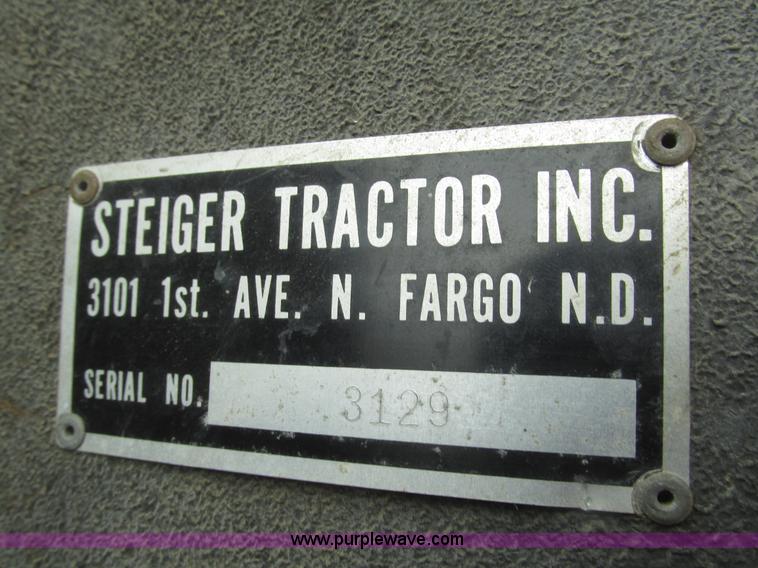 STEIGER TRACTOR INC.
3101 1st. AVE. N. FARGO N.D.
SERIAL NO. 3129
www.purplewave.com